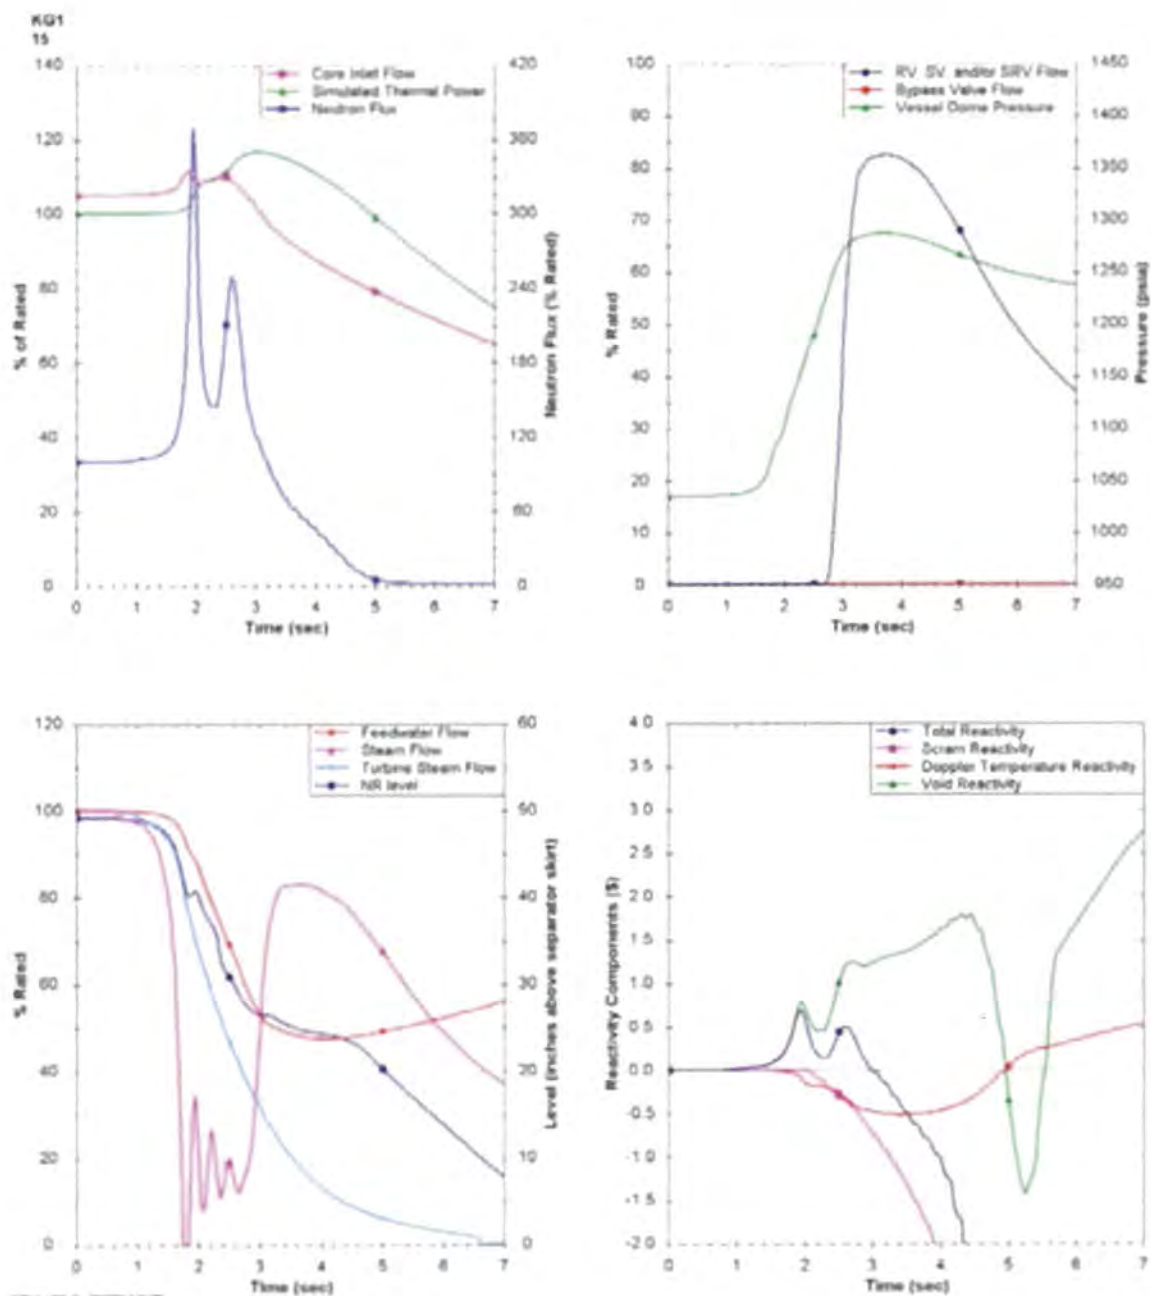 KG1
15
140
120
100
80
60
40
20
0
% of Rated
420
360
300
240
180
120
60
0
Neutron Flux (% Rated)
Core Inlet Flow
Simulated Thermal Power
Neutron Flux
0 1 2 3 4 5 6 7
Time (sec)
100
90
80
70
60
50
40
30
20
10
0
% Rated
1450
1400
1350
1300
1250
1200
1150
1100
1050
1000
950
Pressure (psia)
RV, SV, and/or SRV Flow
Bypass Valve Flow
Vessel Dome Pressure
0 1 2 3 4 5 6 7
Time (sec)
120
100
80
60
40
20
0
% Rated
60
50
40
30
20
10
0
Level (inches above separator skirt)
Feedwater Flow
Steam Flow
Turbine Steam Flow
NR level
0 1 2 3 4 5 6 7
Time (sec)
4.0
3.0
3.0
2.5
2.0
1.5
1.0
0.5
0.0
-0.5
-1.0
-1.5
-2.0
Reactivity Components ($)
Total Reactivity
Scram Reactivity
Doppler Temperature Reactivity
Void Reactivity
0 1 2 3 4 5 6 7
Time (sec)